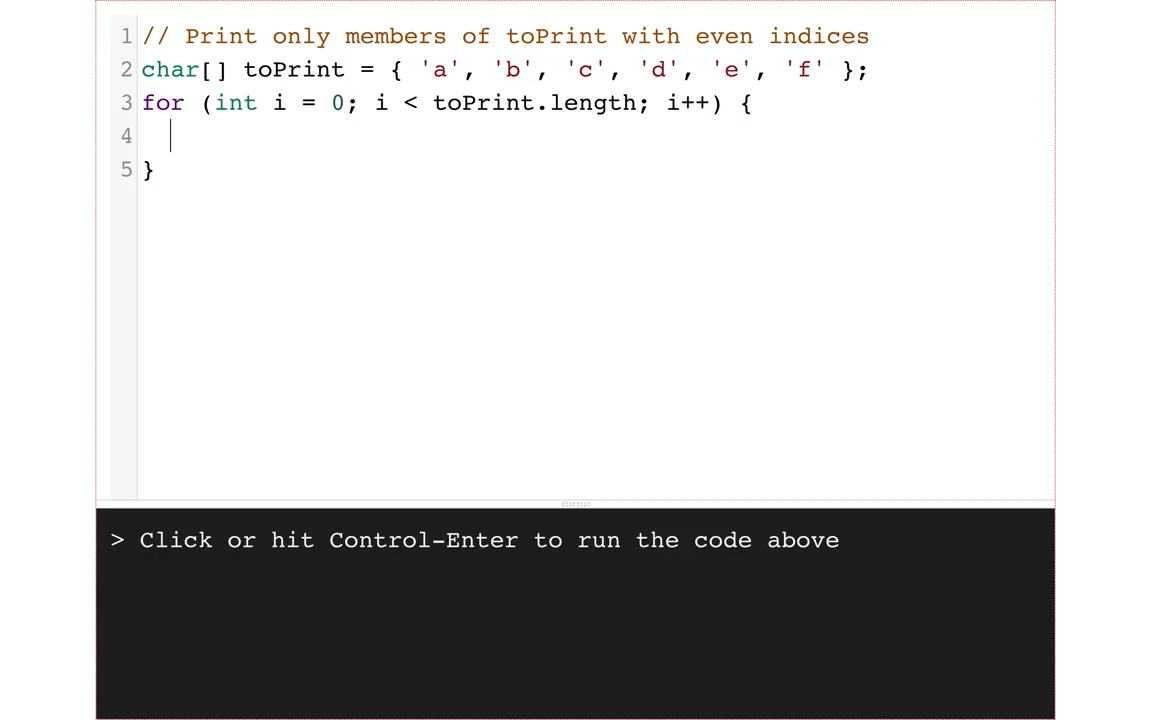 1 // Print only members of toPrint with even indices
2 char[] toPrint = { 'a', 'b', 'c', 'd', 'e', 'f' };
3 for (int i = 0; i < toPrint.length; i++) {
4
5 }
> Click or hit Control-Enter to run the code above